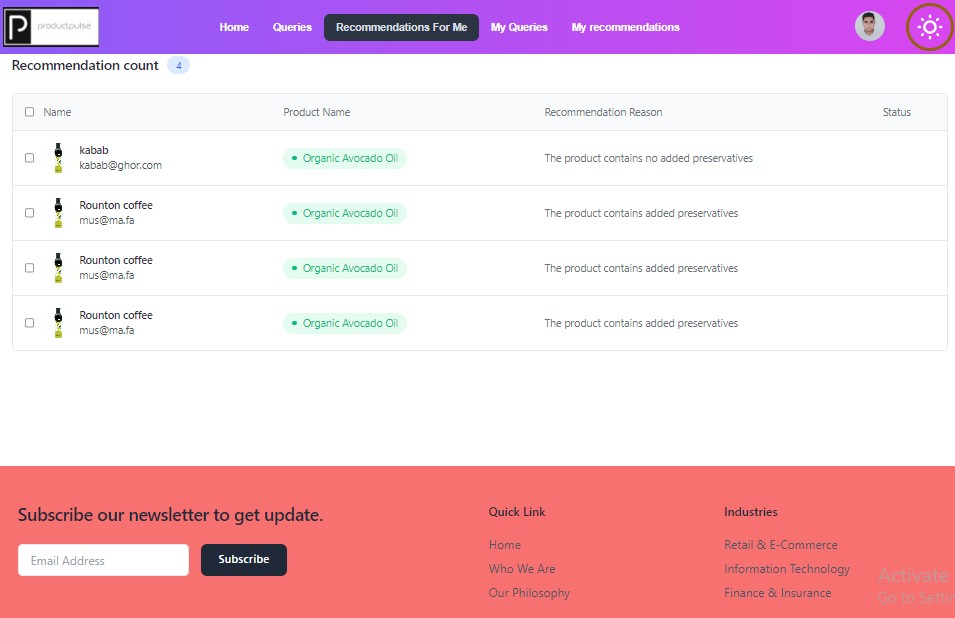 P productpulse
Home Queries Recommendations For Me My Queries My recommendations
Recommendation count 4
Name Product Name Recommendation Reason Status
kabab
kabab@ghor.com
Organic Avocado Oil
The product contains no added preservatives
Rounton coffee
mus@ma.fa
Organic Avocado Oil
The product contains added preservatives
Rounton coffee
mus@ma.fa
Organic Avocado Oil
The product contains added preservatives
Rounton coffee
mus@ma.fa
Organic Avocado Oil
The product contains added preservatives
Subscribe our newsletter to get update.
Email Address
Subscribe
Quick Link
Home
Who We Are
Our Philosophy
Industries
Retail & E-Commerce
Information Technology
Finance & Insurance
Activate
Go to Settin